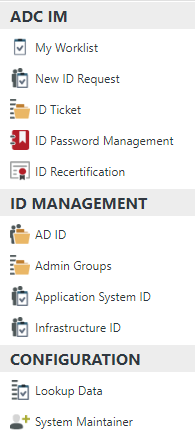 ADC IM
My Worklist
New ID Request
ID Ticket
ID Password Management
ID Recertification
ID MANAGEMENT
AD ID
Admin Groups
Application System ID
Infrastructure ID
CONFIGURATION
Lookup Data
System Maintainer